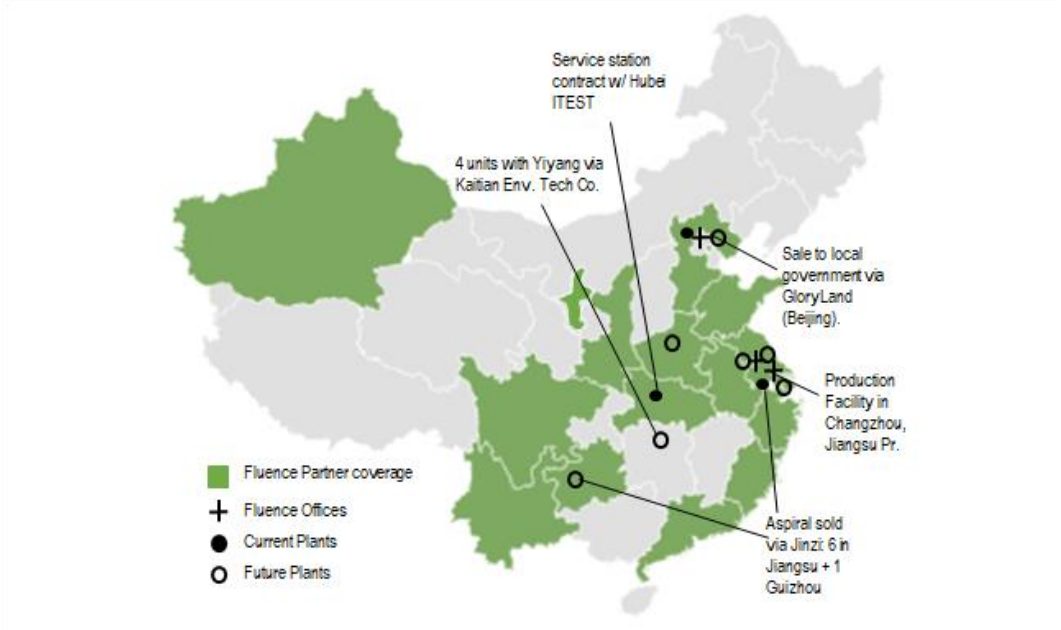 Service station
contract w/ Hubei
ITEST
4 units with Yiyang via
Kaitian Env. Tech Co.
Sale to local
government via
GloryLand
(Beijing).
Production
Facility in
Changzhou,
Jiangsu Pr.
Aspiral sold
via Jinzi: 6 in
Jiangsu + 1
Guizhou
Fluence Partner coverage
Fluence Offices
Current Plants
Future Plants